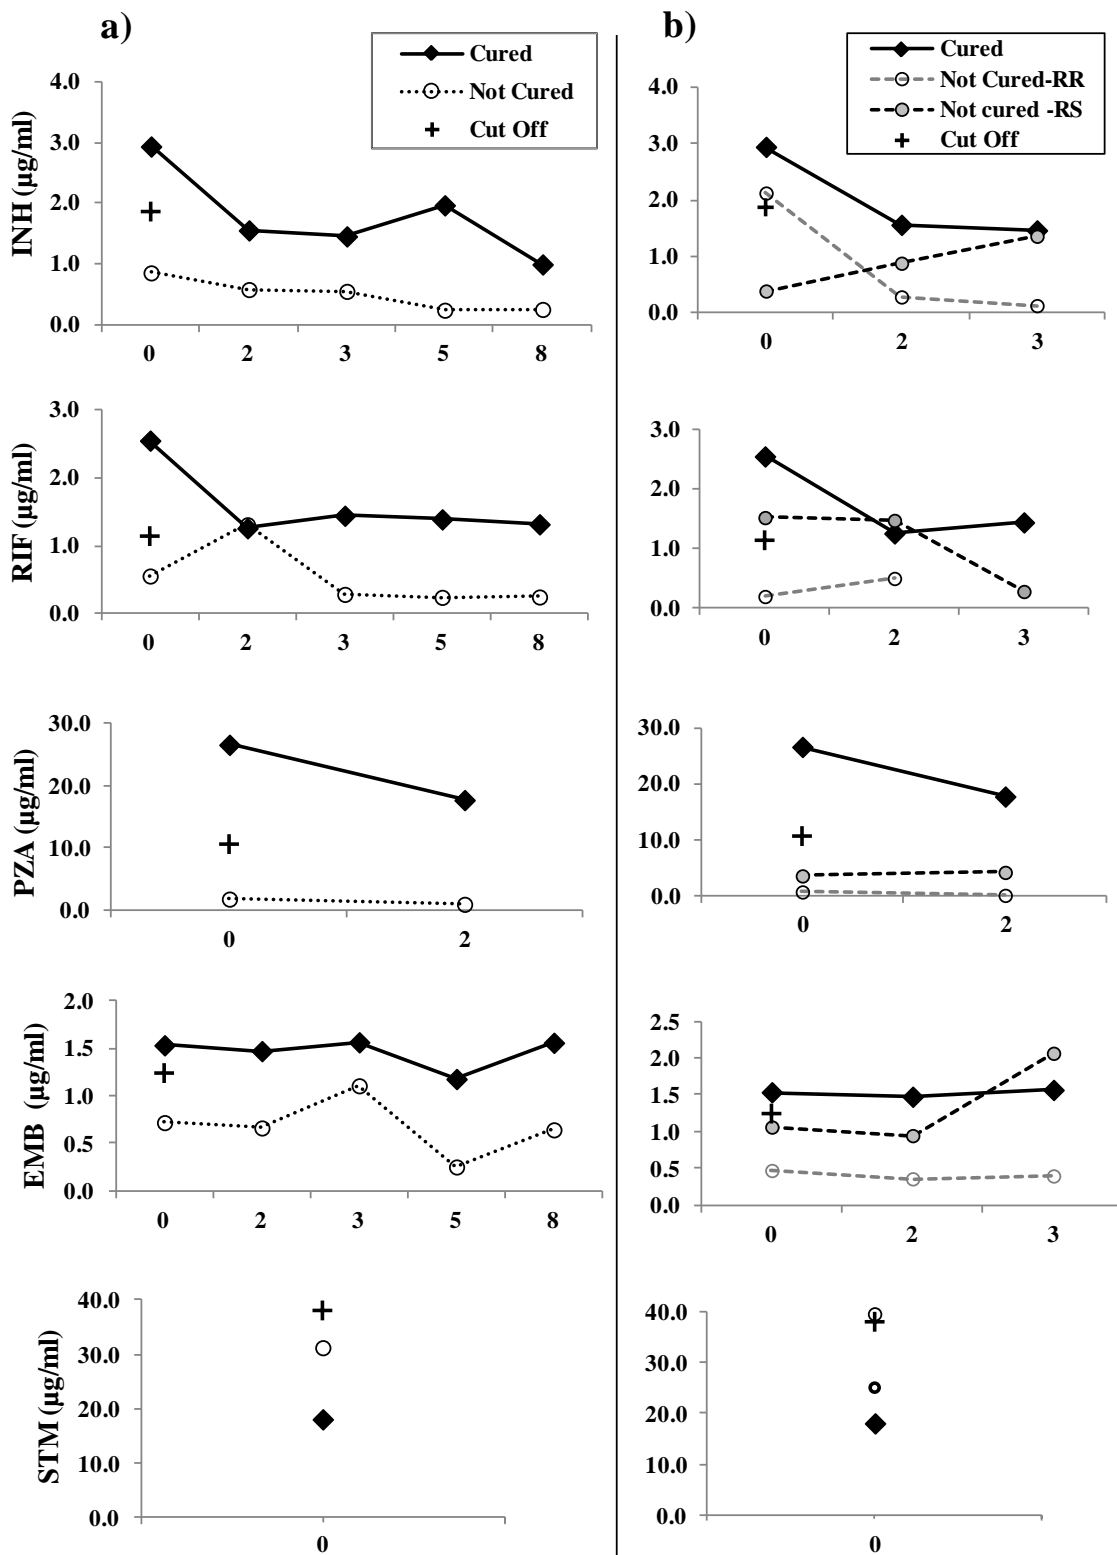 a)
Cured
Not Cured
Cut Off
INH (µg/ml)
4.0
3.0
2.0
1.0
0.0
0 2 3 5 8
RIF (µg/ml)
3.0
2.0
1.0
0.0
0 2 3 5 8
PZA (µg/ml)
30.0
20.0
10.0
0.0
0 2
EMB (µg/ml)
2.0
1.5
1.0
0.5
0.0
0 2 3 5 8
STM (µg/ml)
40.0
30.0
20.0
10.0
0.0
0
b)
Cured
Not Cured-RR
Not cured -RS
Cut Off
4.0
3.0
2.0
1.0
0.0
0 2 3
3.0
2.0
1.0
0.0
0 2 3
30.0
20.0
10.0
0.0
0 2
2.5
2.0
1.5
1.0
0.5
0.0
0 2 3
40.0
30.0
20.0
10.0
0.0
0